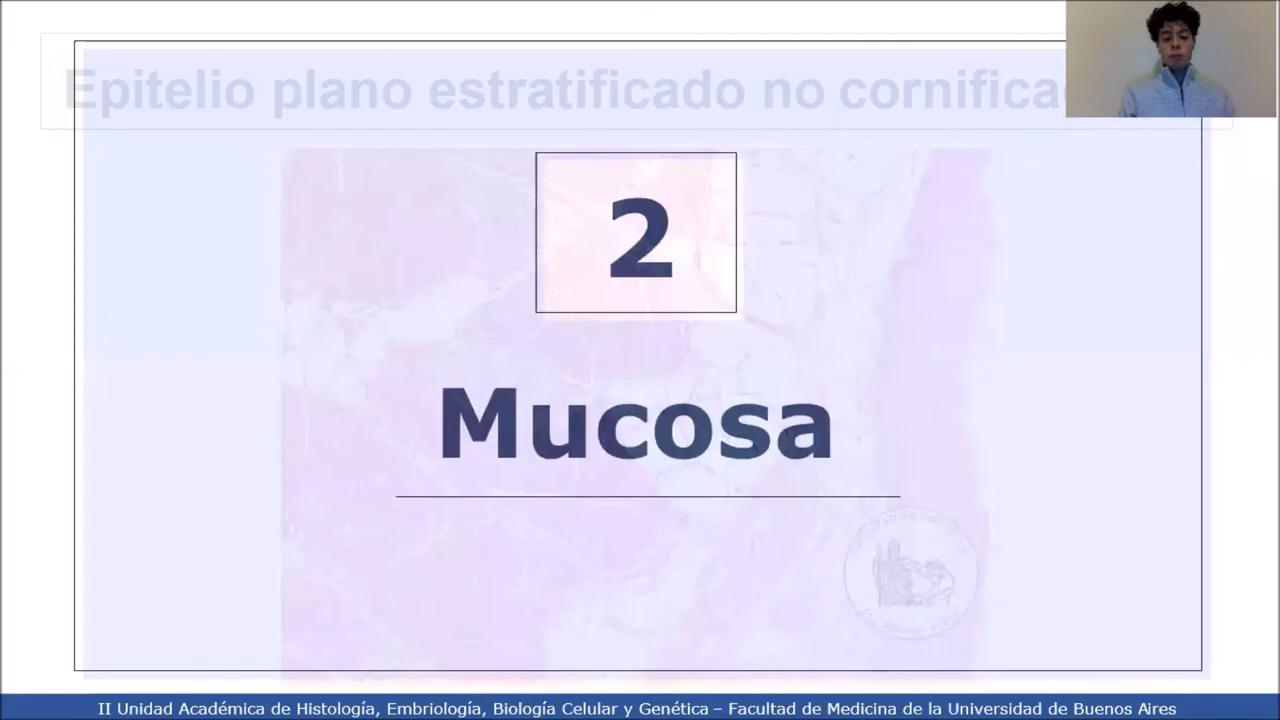 Epitelio plano estratificado no cornifica
2
Mucosa
II Unidad Académica de Histología, Embriología, Biología Celular y Genética – Facultad de Medicina de la Universidad de Buenos Aires